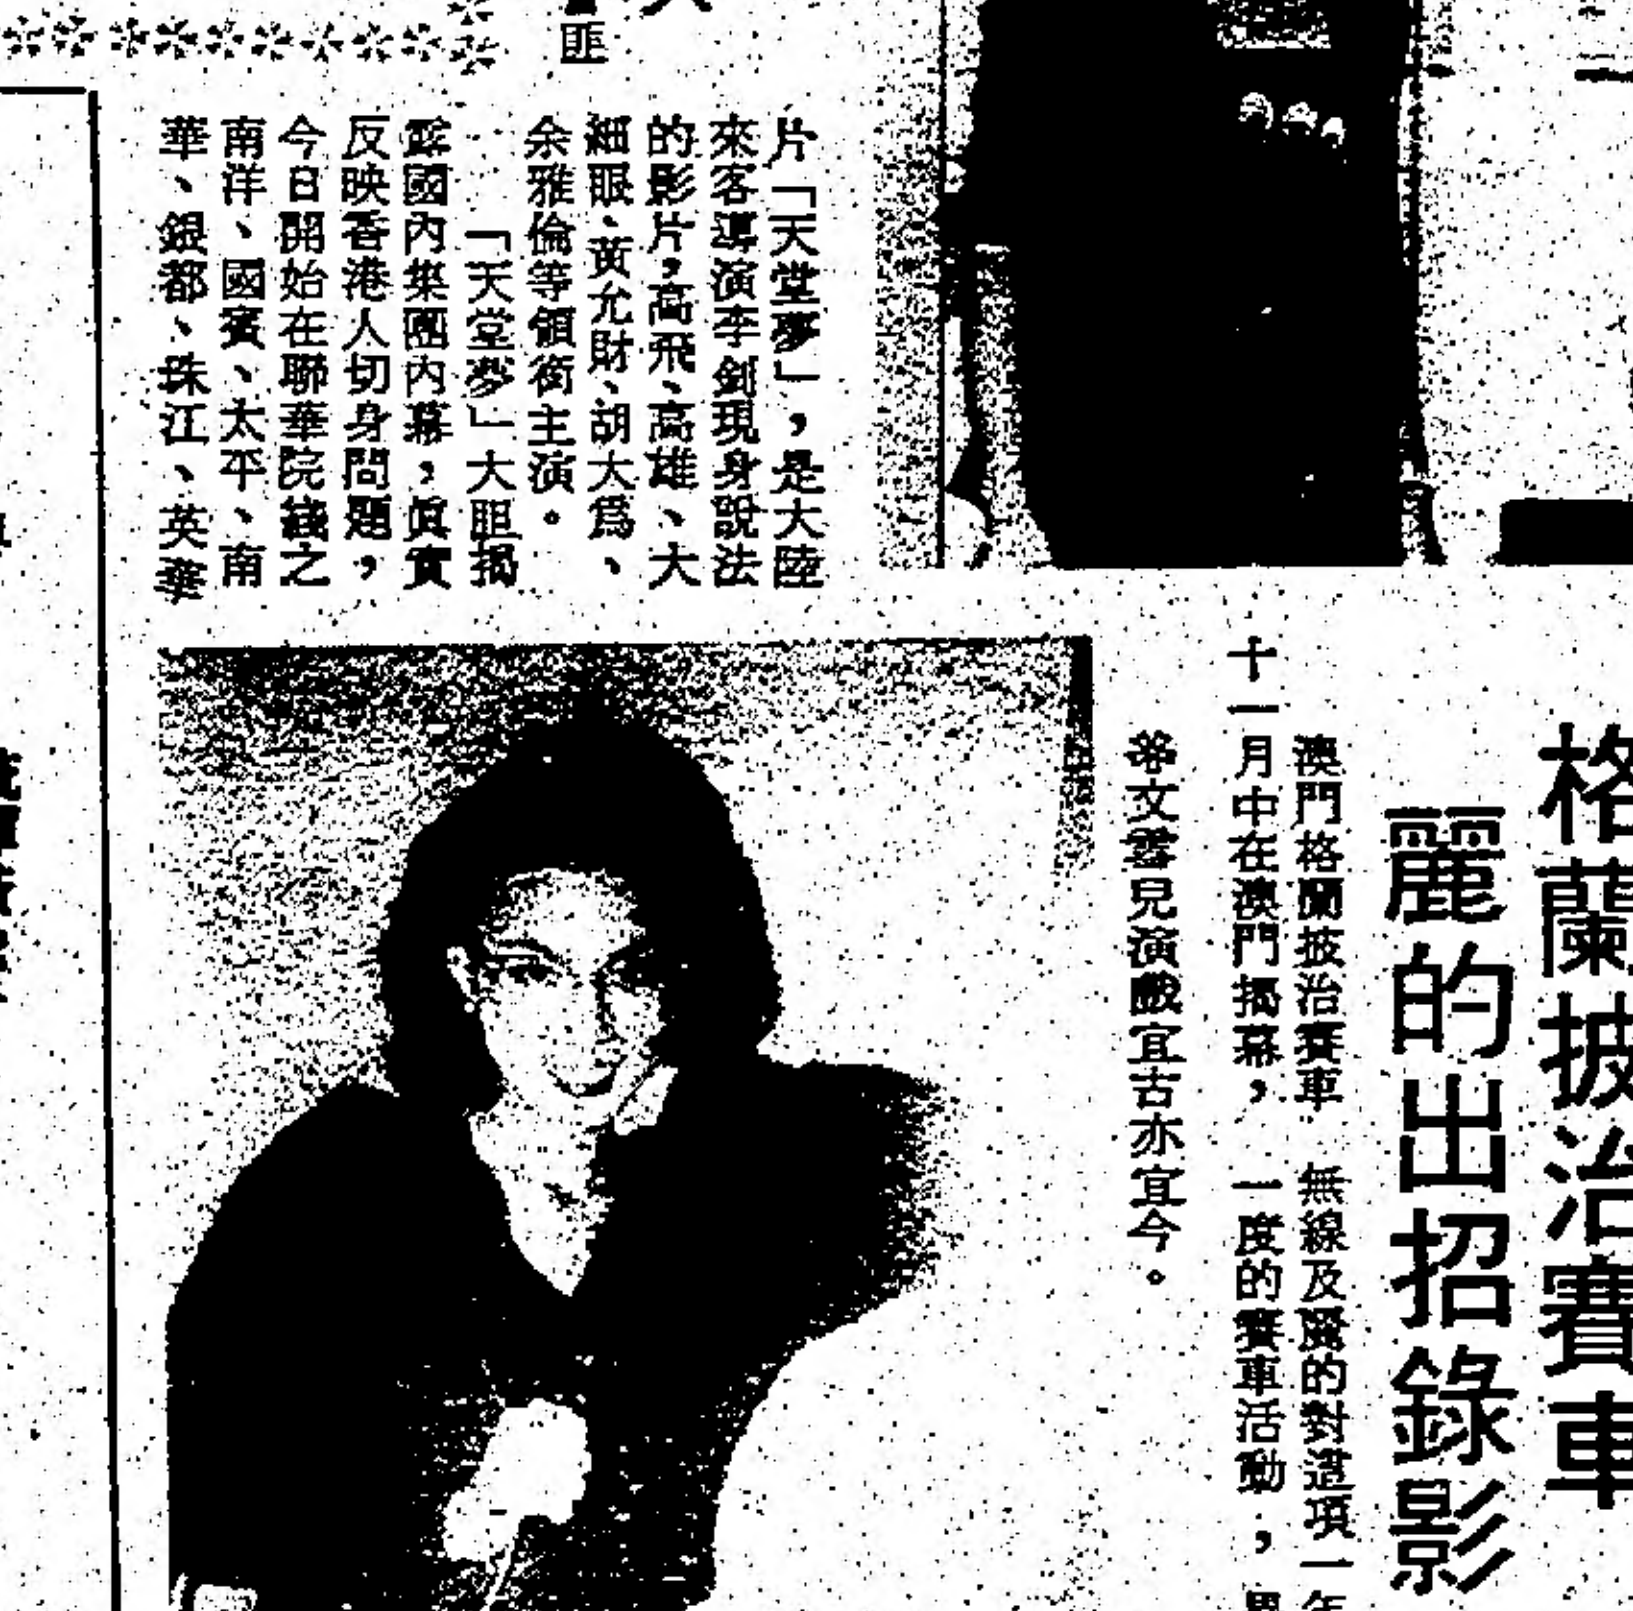 匪
片「天堂夢」，是大陸
來客導演李劍現身說法
的影片，高飛、高雄、大
細眼、黃允財、胡大爲、
余雅倫等領銜主演。
「天堂夢」大胆揭
露國內集團內幕，眞實
反映香港人切身問題，
今日開始在聯華院綫之
南洋、國賓、太平、南
華、銀都、珠江、英華
格蘭披治賽車
麗的出招錄影
澳門格蘭披治賽車 無線及麗的對這項一年
十一月中在澳門揭幕，一度的賽車活動，
文雪兒演戲宜古亦宜今。